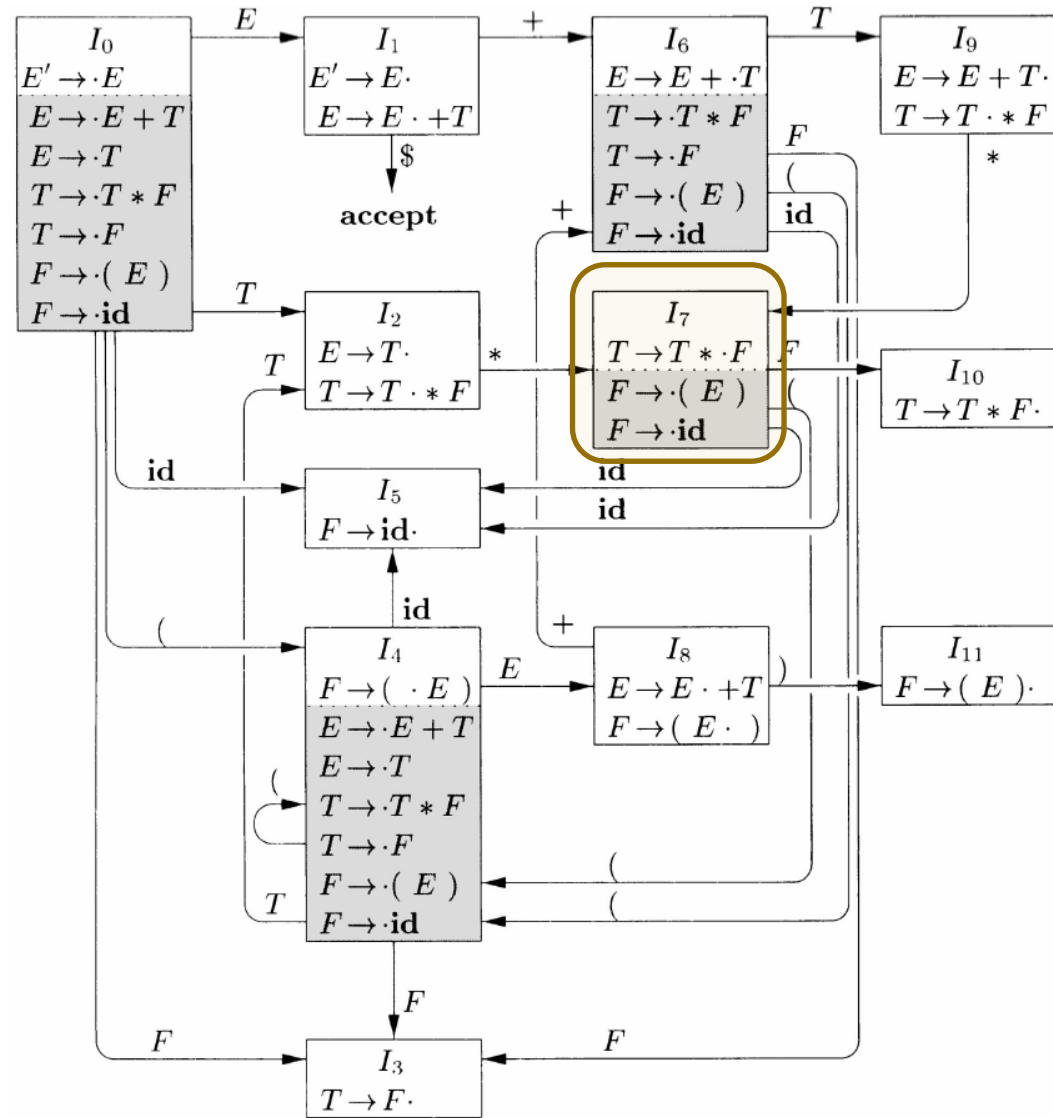 I₀
E′ → ·E
E → ·E + T
E → ·T
T → ·T * F
T → ·F
F → ·( E )
F → ·id
E
I₁
E′ → E·
E → E · +T
$
accept
+
I₆
E → E + ·T
T → ·T * F
T → ·F
F → ·( E )
F → ·id
T
I₉
E → E + T·
T → T · * F
*
F
(
id
+
T
I₂
E → T·
T → T · * F
T
*
I₇
T → T * ·F
F → ·( E )
F → ·id
F
(
I₁₀
T → T * F·
id
id
id
I₅
F → id·
id
(
I₄
F → ( · E )
E → ·E + T
E → ·T
T → ·T * F
T → ·F
F → ·( E )
F → ·id
(
T
E
+
I₈
E → E · +T
F → ( E · )
)
I₁₁
F → ( E )·
(
(
F
F
I₃
T → F·
F